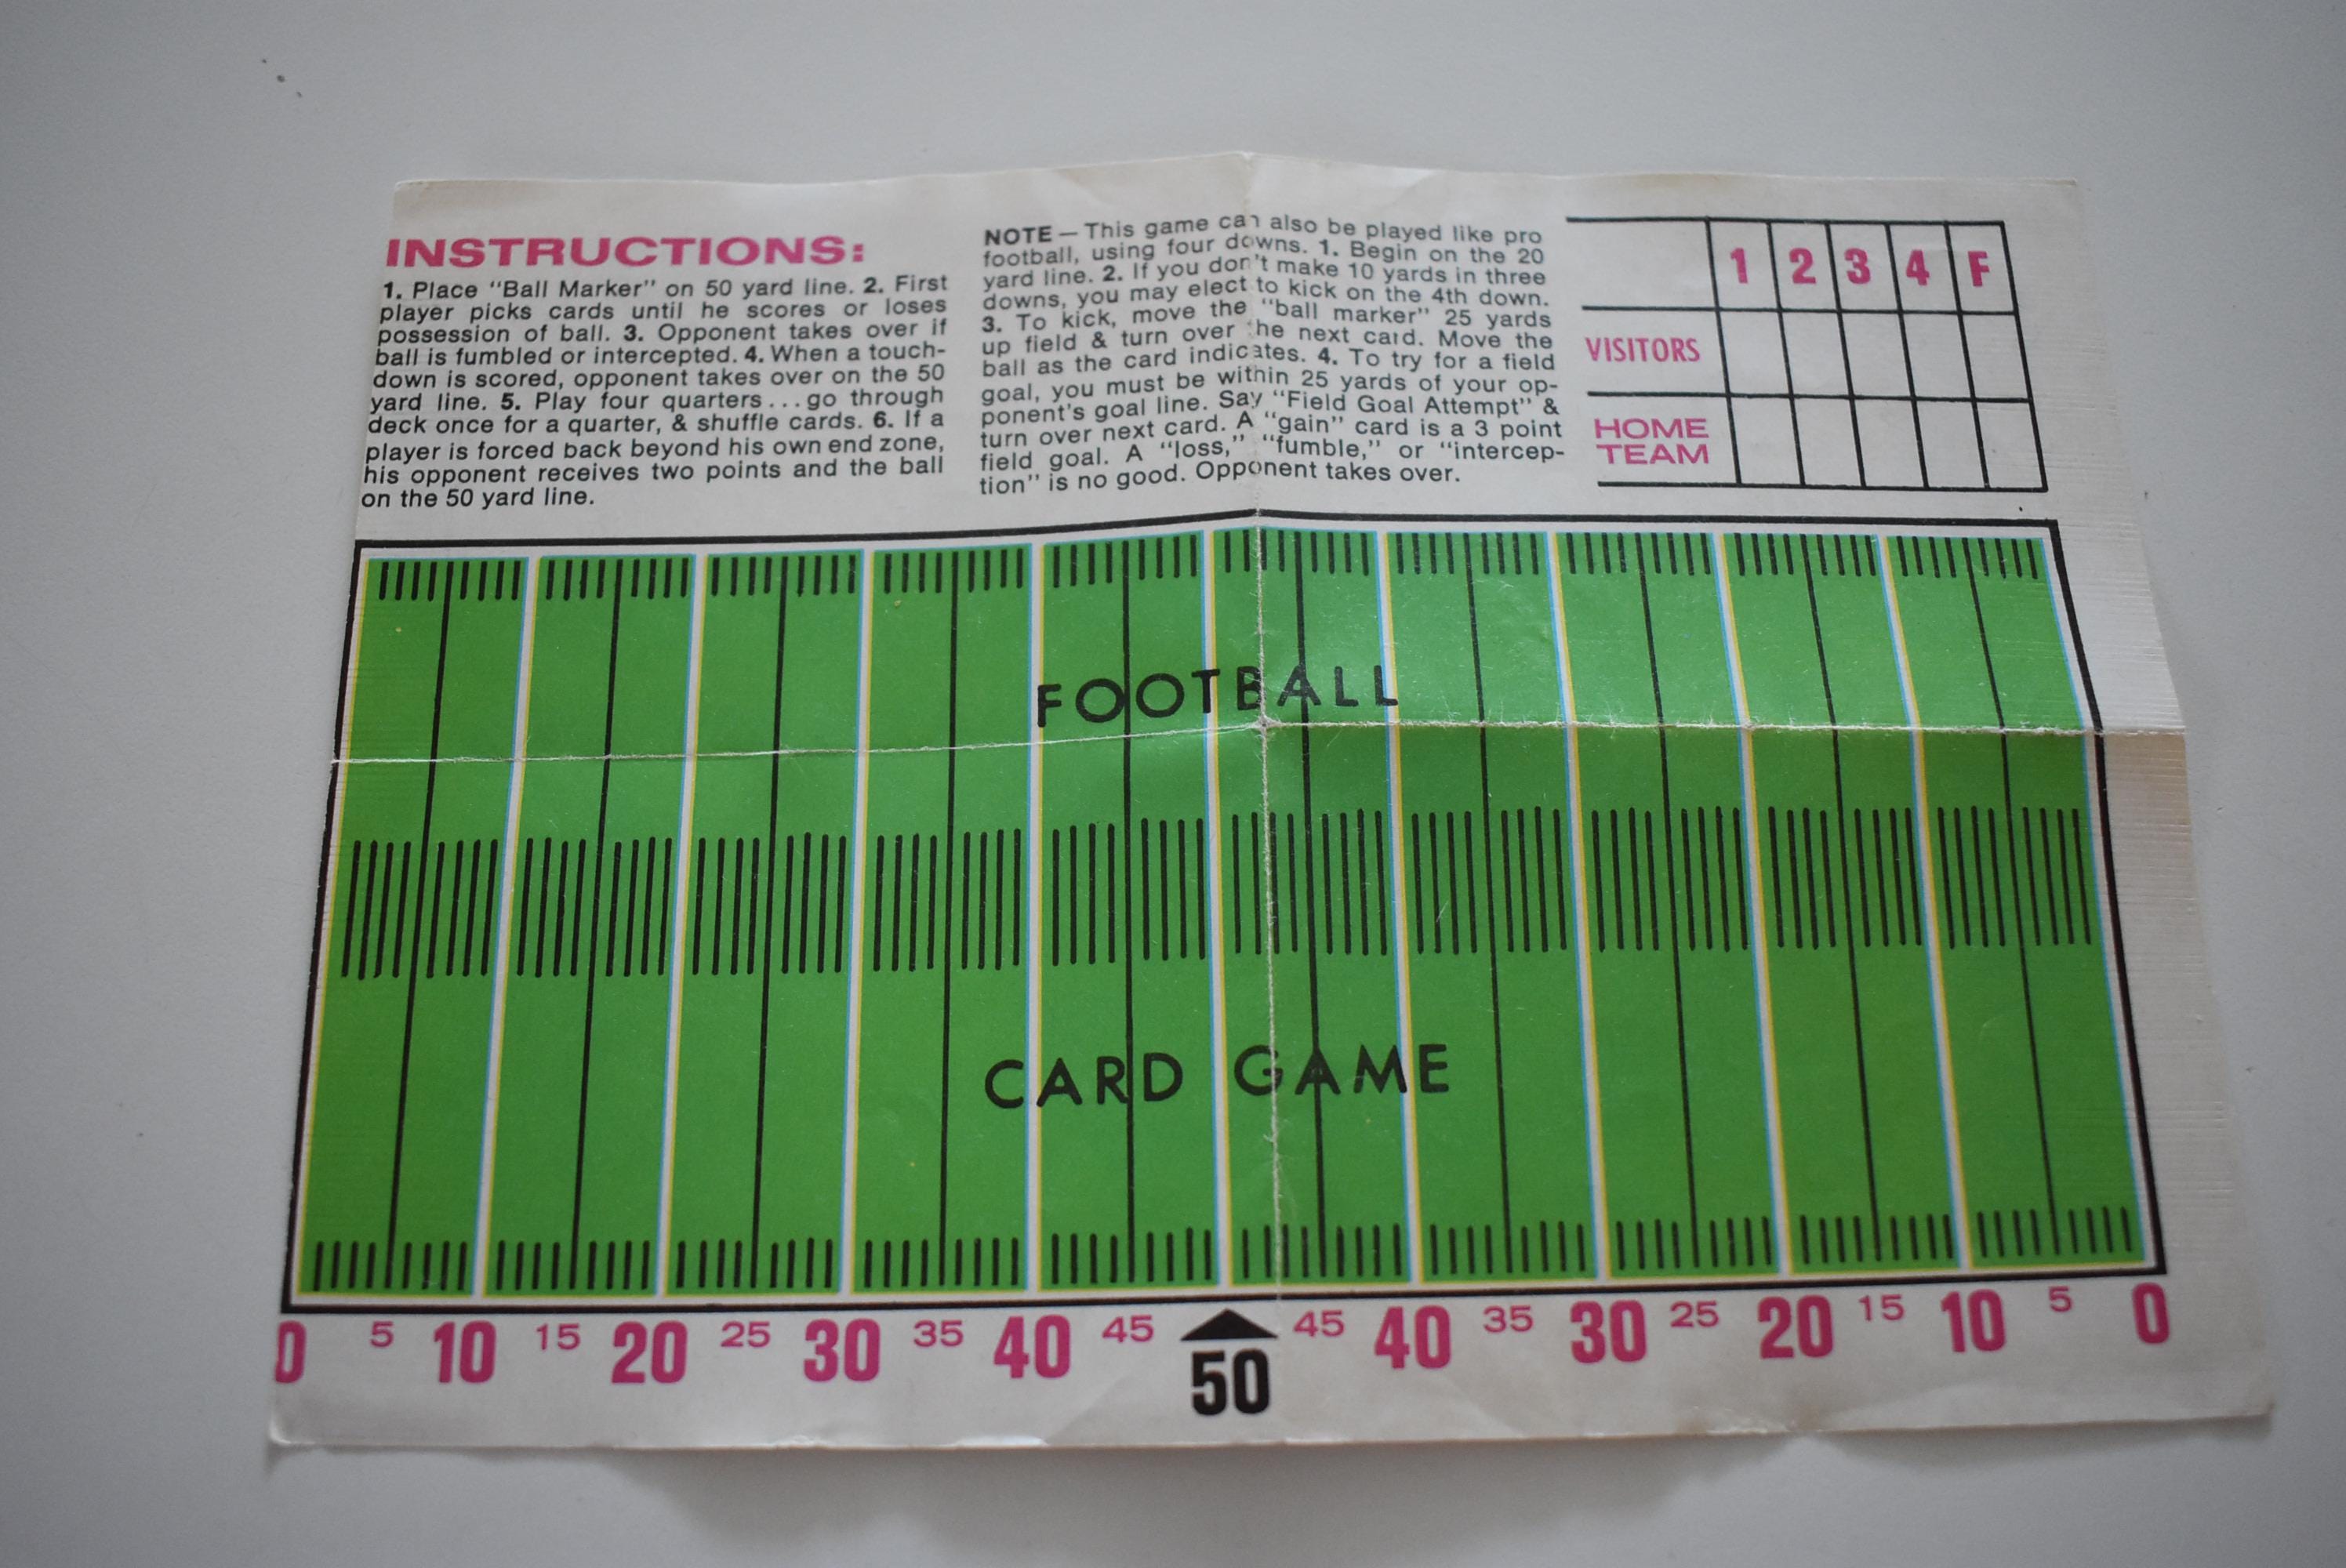 INSTRUCTIONS:
1. Place "Ball Marker" on 50 yard line. 2. First
player picks cards until he scores or loses
possession of ball. 3. Opponent takes over if
ball is fumbled or intercepted. 4. When a touch-
down is scored, opponent takes over on the 50
yard line. 5. Play four quarters...go through
deck once for a quarter, & shuffle cards. 6. If a
player is forced back beyond his own end zone,
his opponent receives two points and the ball
on the 50 yard line.
NOTE — This game can also be played like pro
football, using four downs. 1. Begin on the 20
yard line. 2. If you don't make 10 yards in three
downs, you may elect to kick on the 4th down.
3. To kick, move the "ball marker" 25 yards
up field & turn over the next card. Move the
ball as the card indicates. 4. To try for a field
goal, you must be within 25 yards of your op-
ponent's goal line. Say "Field Goal Attempt" &
turn over next card. A "gain" card is a 3 point
field goal. A "loss," "fumble," or "intercep-
tion" is no good. Opponent takes over.
1 2 3 4 F
VISITORS
HOME
TEAM
FOOTBALL
CARD GAME
0 5 10 15 20 25 30 35 40 45 50 45 40 35 30 25 20 15 10 5 0